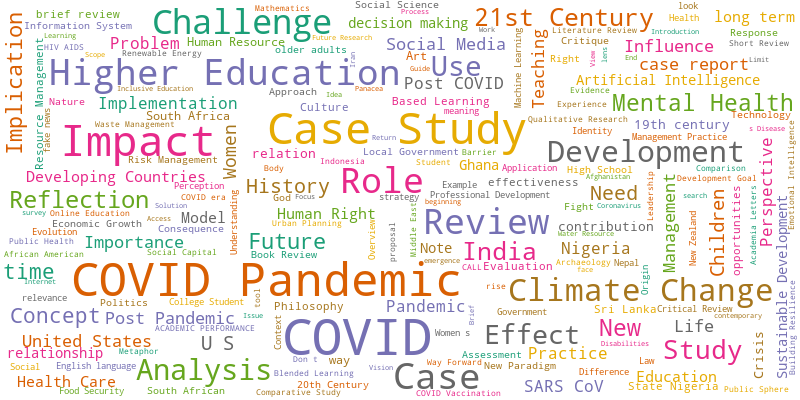 brief review
Information System
HIV AIDS
Learning
Scope
Renewable Energy
Inclusive Education
Problem
Human Resource
Challenge
Mathematics
older adults
Social Science
Process
Future Research
decision making
Work
21st Century
Literature Review
Critique
Health
look
Introduction
long term
Response
Short Review
Limit
Implication
Higher Education
Social Media
Art
Guide
Panacea
Use
Post COVID
Machine Learning
Teaching
Right
View
lens
End
Influence
case report
Artificial Intelligence
Evidence
Experience
Mental Health
Technology
s Disease
Resource Management
fake news
Nature
Implementation
South Africa
Waste Management
Approach
Idea
Iran
Culture
Based Learning
meaning
Qualitative Research
Identity
19th century
Management Practice
Emotional Intelligence
Impact
Risk Management
Women
Case Study
Return
relation
Indonesia
Local Government
Barrier
Student
Ghana
Application
Development
High School
Afghanistan
Coronavirus
Comparison
Development Goal
search
Perspective
Developing Countries
Perception
COVID era
Solution
Body
History
God
Focus
Role
strategy
beginning
Example
effectiveness
Professional Development
Need
Fight
Leadership
Children
opportunities
Academia Letters
Reflection
survey
Online Education
Access
Model
Economic Growth
Evolution
Consequence
Understanding
Human Right
Urban Planning
Overview
proposal
Middle East
Review
contribution
Water Resource
Management
New Zealand
Sustainable Development
Building Resilience
Public Health
African American
Importance
Social Capital
Future
Book Review
Note
emergence
India
CALL
Evaluation
Nigeria
Archaeology
face
Nepal
Origin
time
Internet
relevance
COVID Pandemic
rise
Climate Change
Politics
College Student
tool
Philosophy
Pandemic
Government
Sri Lanka
Critical Review
contemporary
Concept
Post Pandemic
Issue
ACADEMIC PERFORMANCE
Context
COVID
Brief
Women s
Effect
New
Disabilities
Life
Crisis
United States
relationship
Metaphor
U S
Don t
way
Way Forward
Assessment
New Paradigm
Practice
Law
Study
Social
English language
Health Care
Food Security
Analysis
South African
Blended Learning
20th Century
Comparative Study
Vision
Case
COVID Vaccination
Difference
SARS CoV
Education
State Nigeria
Public Sphere